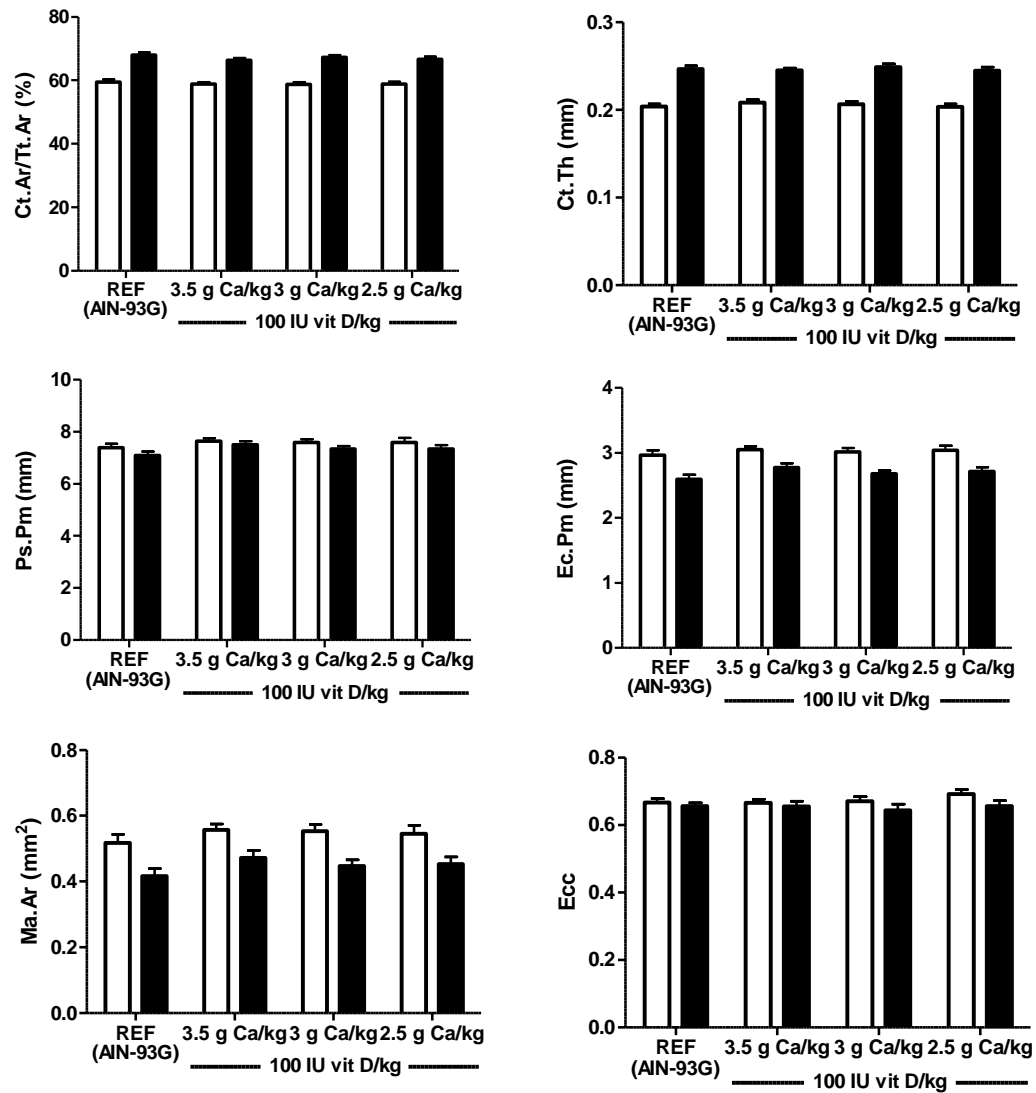 Ct.Ar/Tt.Ar (%)
80
60
40
20
0
REF
(AIN-93G)
3.5 g Ca/kg 3 g Ca/kg 2.5 g Ca/kg
100 IU vit D/kg
Ct.Th (mm)
0.3
0.2
0.1
0.0
REF
(AIN-93G)
3.5 g Ca/kg 3 g Ca/kg 2.5 g Ca/kg
100 IU vit D/kg
Ps.Pm (mm)
10
8
6
4
2
0
REF
(AIN-93G)
3.5 g Ca/kg 3 g Ca/kg 2.5 g Ca/kg
100 IU vit D/kg
Ec.Pm (mm)
4
3
2
1
0
REF
(AIN-93G)
3.5 g Ca/kg 3 g Ca/kg 2.5 g Ca/kg
100 IU vit D/kg
Ma.Ar (mm²)
0.8
0.6
0.4
0.2
0.0
REF
(AIN-93G)
3.5 g Ca/kg 3 g Ca/kg 2.5 g Ca/kg
100 IU vit D/kg
Ecc
0.8
0.6
0.4
0.2
0.0
REF
(AIN-93G)
3.5 g Ca/kg 3 g Ca/kg 2.5 g Ca/kg
100 IU vit D/kg